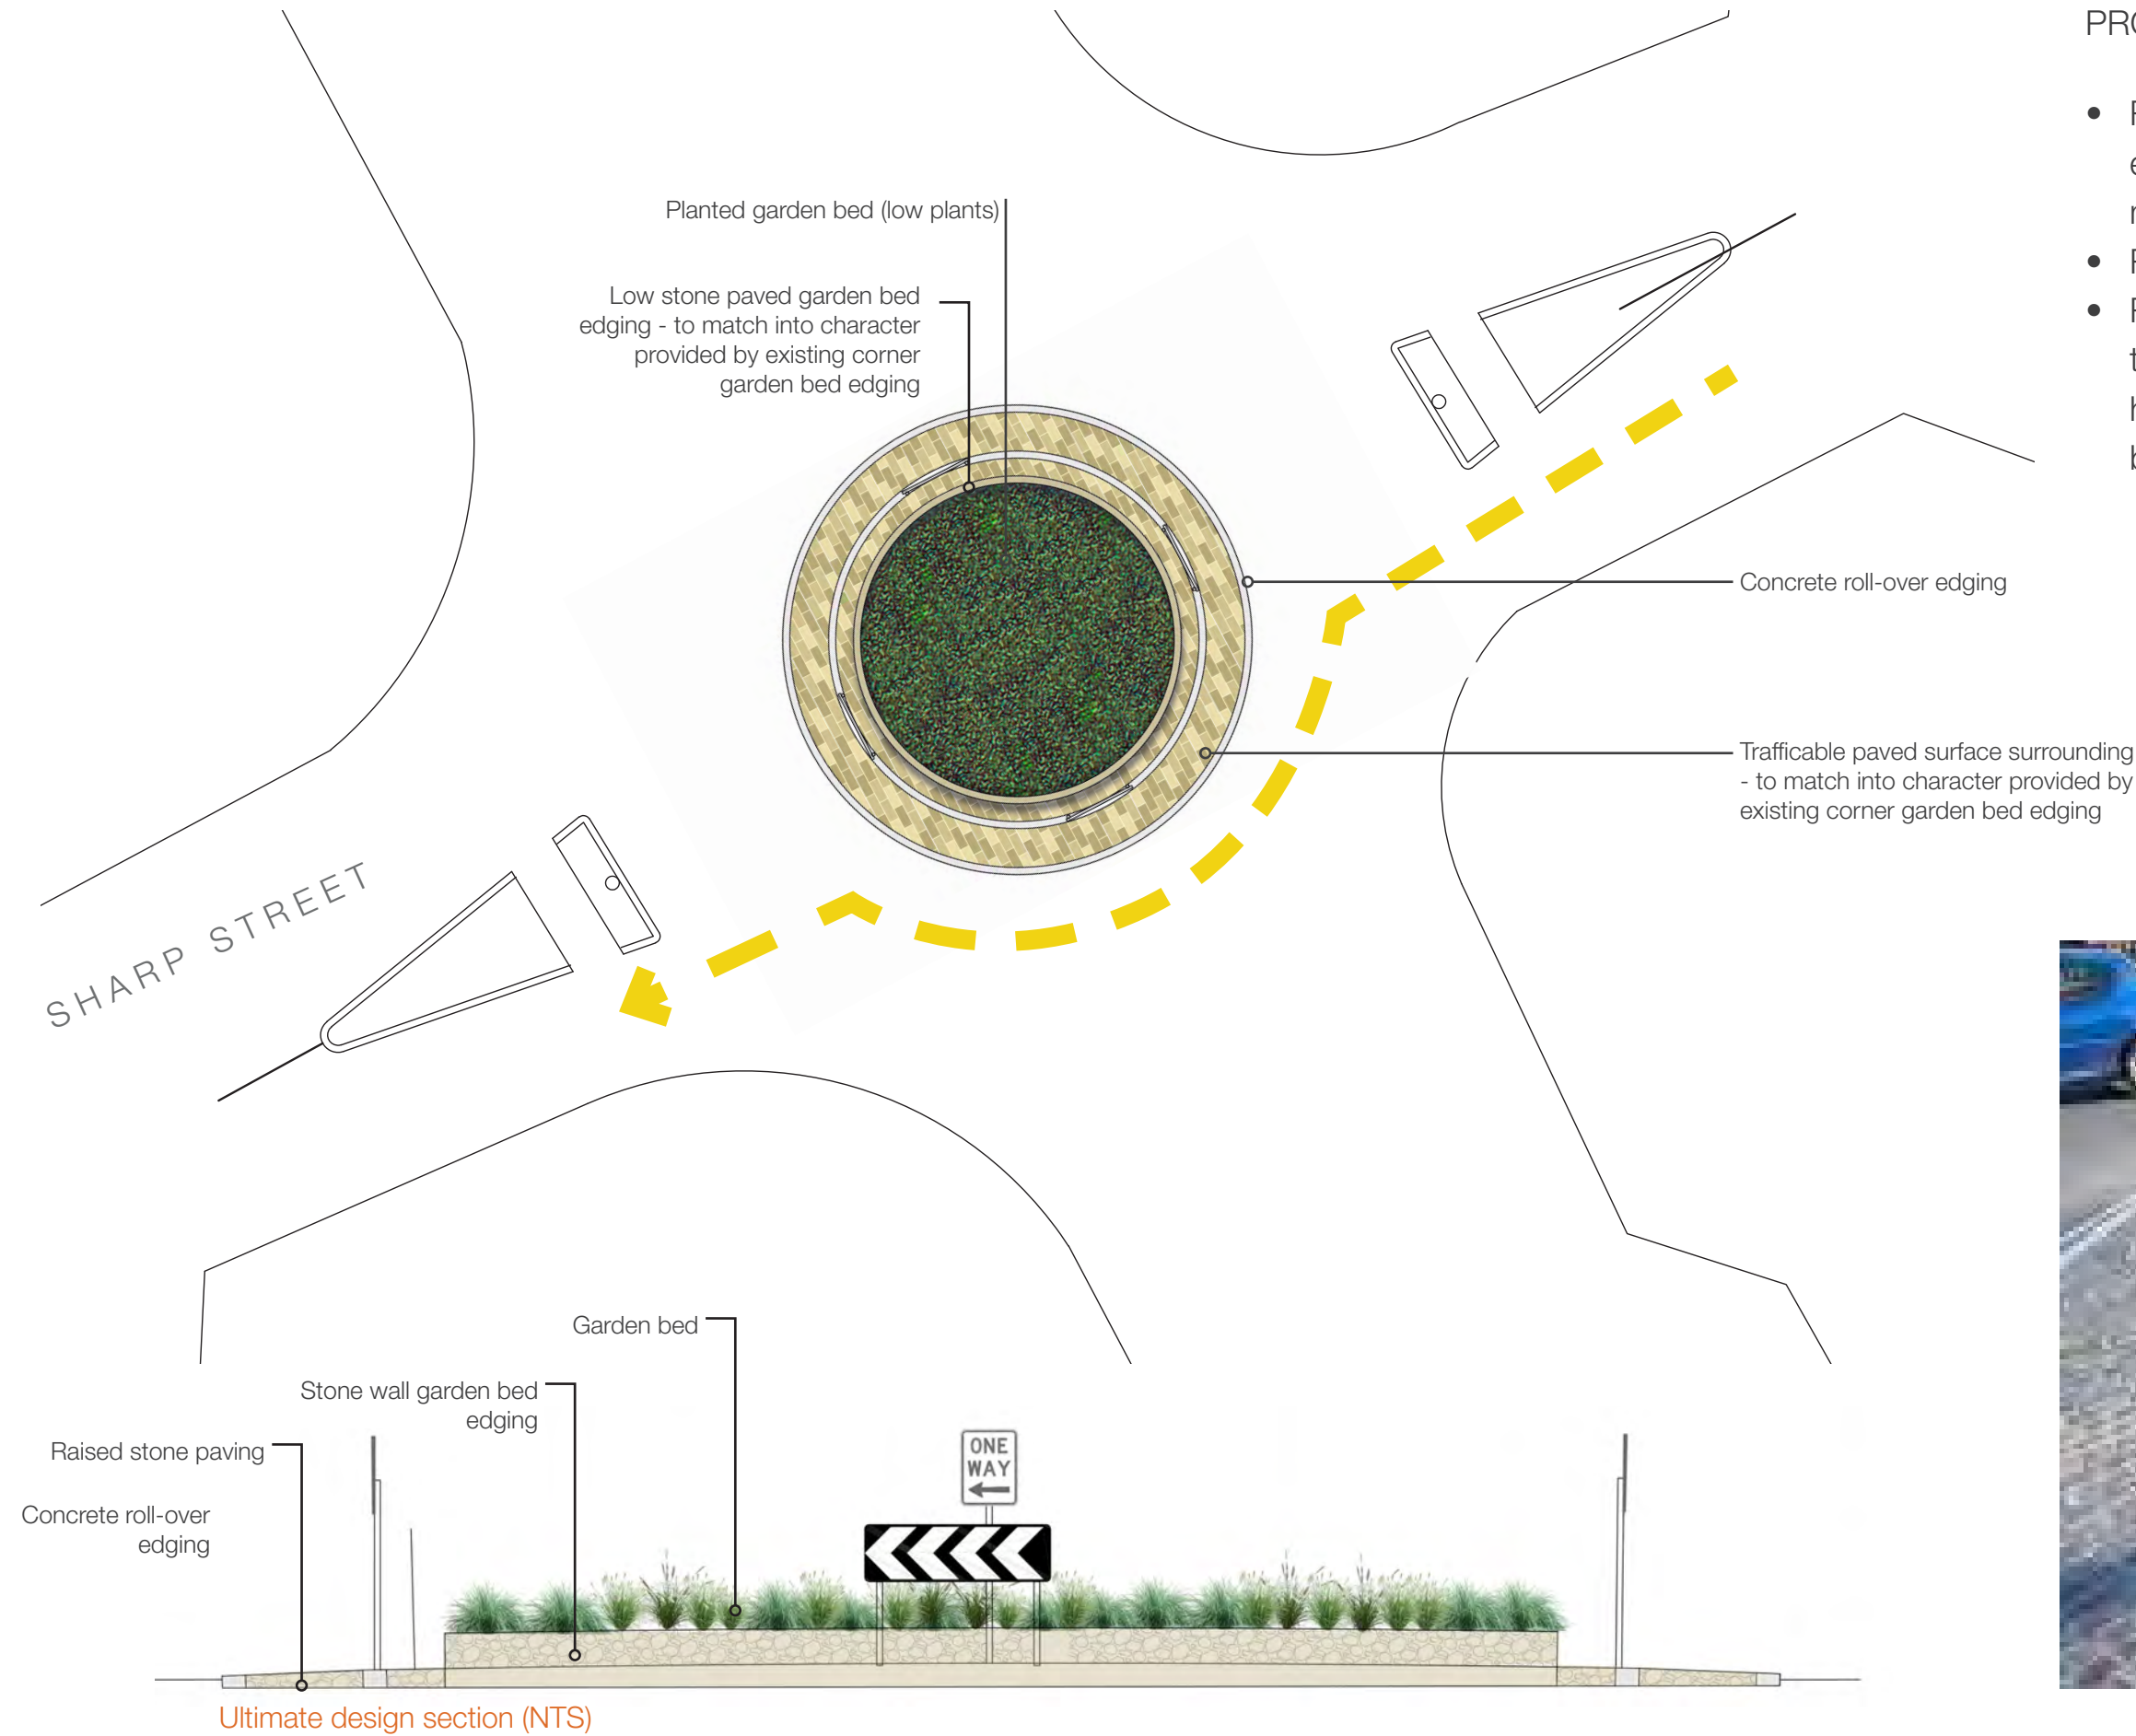 Planted garden bed (low plants)
Low stone paved garden bed
edging - to match into character
provided by existing corner
garden bed edging
Concrete roll-over edging
Trafficable paved surface surrounding
- to match into character provided by
existing corner garden bed edging
SHARP STREET
Garden bed
Stone wall garden bed
edging
Raised stone paving
Concrete roll-over
edging
ONE
WAY
Ultimate design section (NTS)